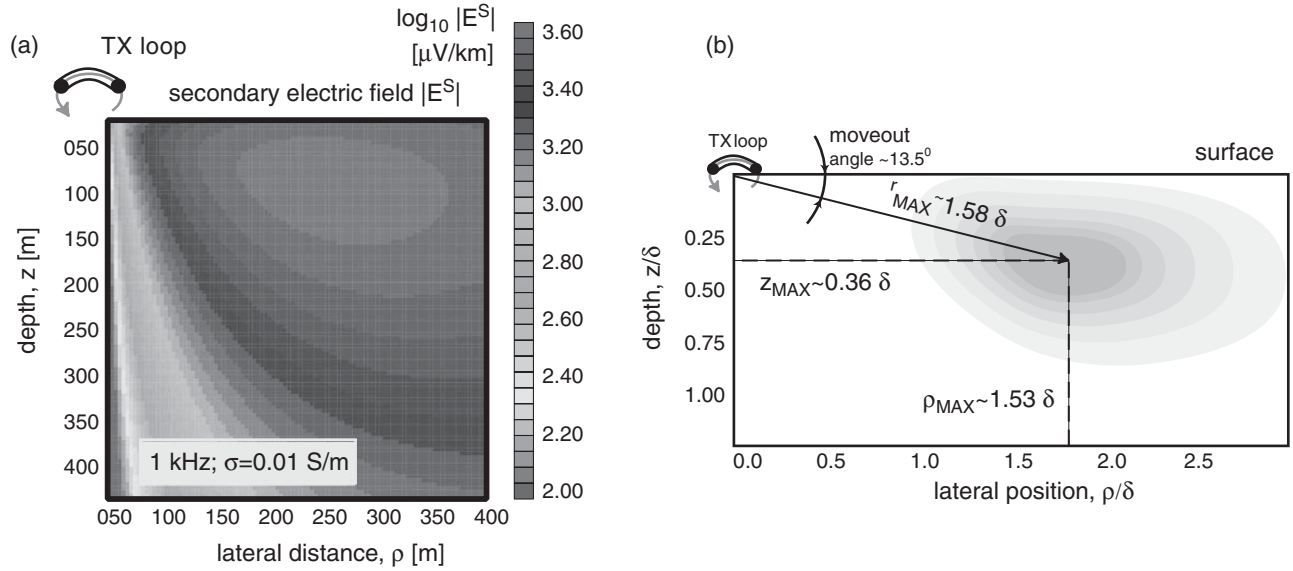 (a)
TX loop
log10 |E^S|
[μV/km]
secondary electric field |E^S|
depth, z [m]
050
100
150
200
250
300
350
400
1 kHz; σ=0.01 S/m
050 100 150 200 250 300 350 400
lateral distance, ρ [m]
3.60
3.40
3.20
3.00
2.80
2.60
2.40
2.20
2.00
(b)
TX loop
moveout
angle ~13.5⁰
surface
rMAX~1.58 δ
zMAX~0.36 δ
ρMAX~1.53 δ
depth, z/δ
0.25
0.50
0.75
1.00
0.0 0.5 1.0 1.5 2.0 2.5
lateral position, ρ/δ